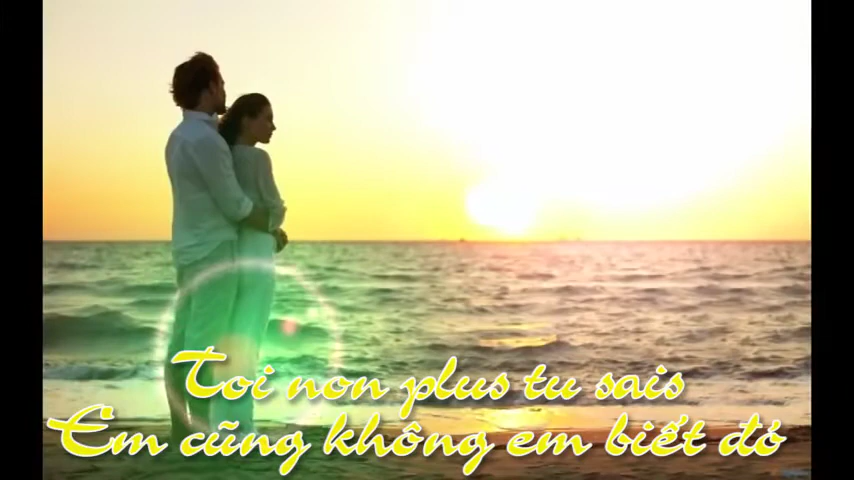 Toi non plus tu sais
Em cũng không em biết đó